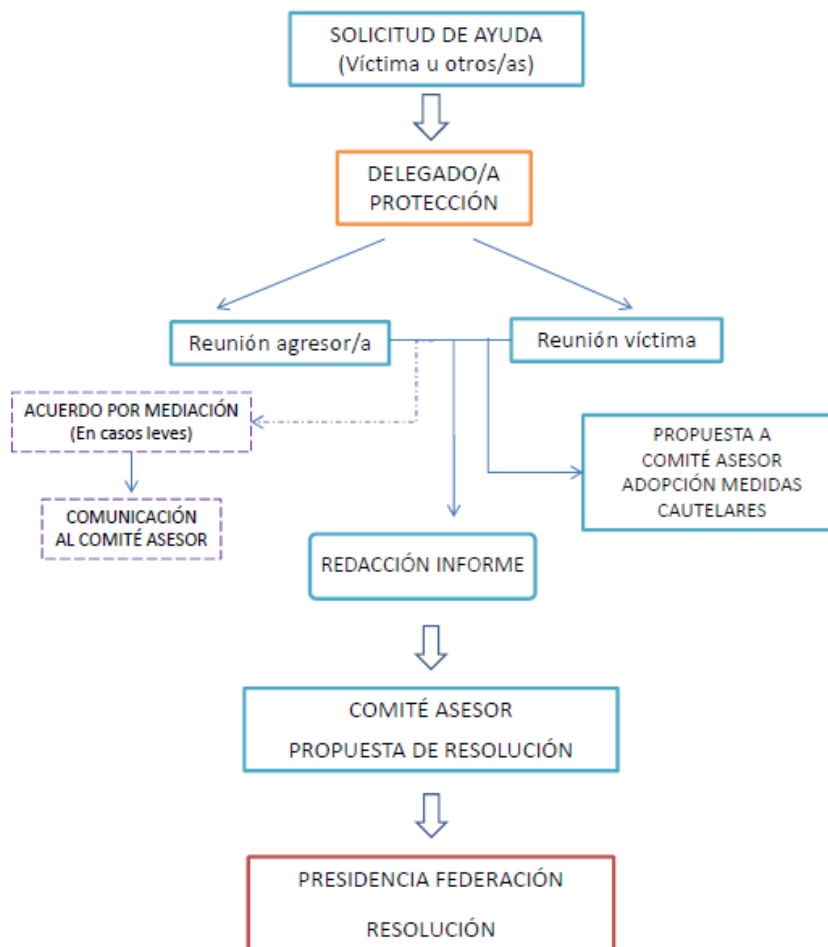 SOLICITUD DE AYUDA
(Víctima u otros/as)
DELEGADO/A
PROTECCIÓN
Reunión agresor/a
Reunión víctima
ACUERDO POR MEDIACIÓN
(En casos leves)
COMUNICACIÓN
AL COMITÉ ASESOR
PROPUESTA A
COMITÉ ASESOR
ADOPCIÓN MEDIDAS
CAUTELARES
REDACCIÓN INFORME
COMITÉ ASESOR
PROPUESTA DE RESOLUCIÓN
PRESIDENCIA FEDERACIÓN
RESOLUCIÓN